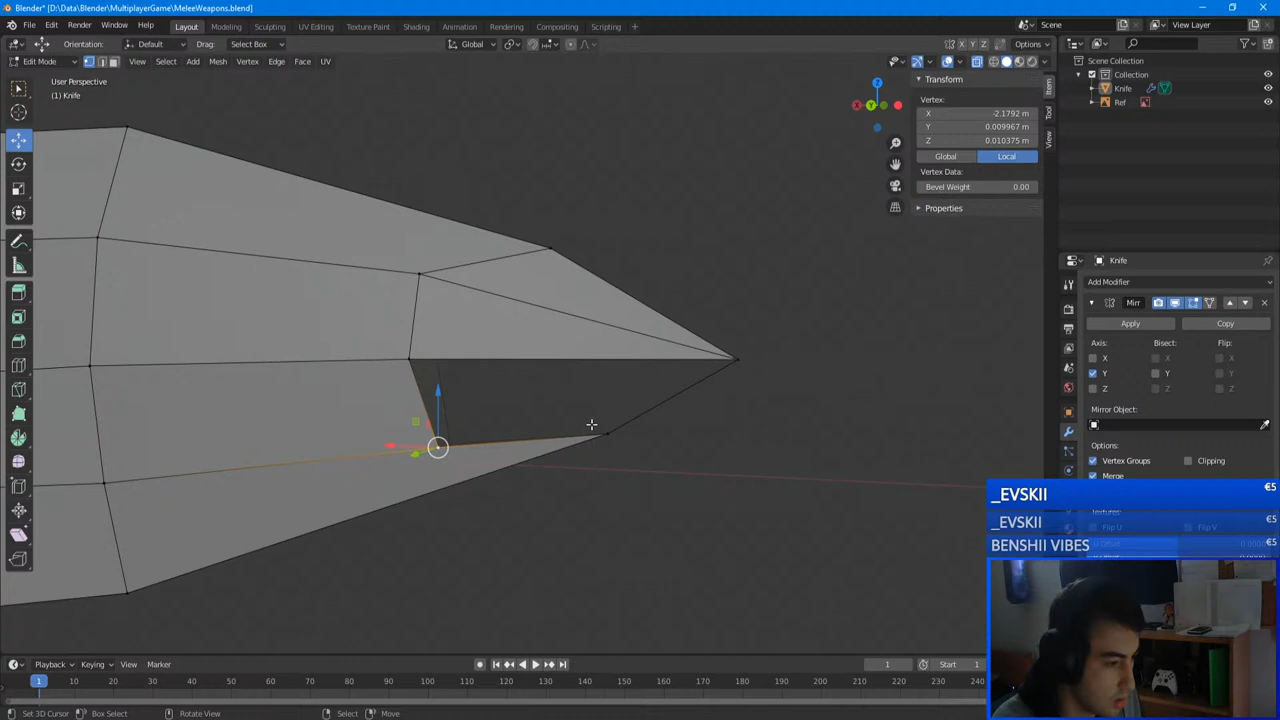 Blender* [D:\Data\Blender\MultiplayerGame\MeleeWeapons.blend]
File Edit Render Window Help Layout Modeling Sculpting UV Editing Texture Paint Shading Animation Rendering Compositing Scripting + Scene View Layer
Orientation: Default Drag: Select Box Global X Y Z Options
Edit Mode View Select Add Mesh Vertex Edge Face UV
User Perspective
(1) Knife
Transform
Vertex:
X -2.1792 m
Y 0.009967 m
Z 0.010375 m
Global Local
Vertex Data:
Bevel Weight 0.00
Properties
Item
Tool
View
Z
X
Y
Scene Collection
Collection
Knife
Ref
Knife
Add Modifier
Mirr
Apply Copy
Axis: Bisect: Flip:
X X X
Y Y Y
Z Z Z
Mirror Object:
Options:
Vertex Groups Clipping
Merge
_EVSKII €5
_EVSKII €5
BENSHII VIBES €5
Playback Keying View Marker 1 Start 1
1 10 20 30 40 50 60 70 80 90 100 110 120 130 140 150 160 170 180 190 200 210 220 230 24
Set 3D Cursor Box Select Rotate View Select Move